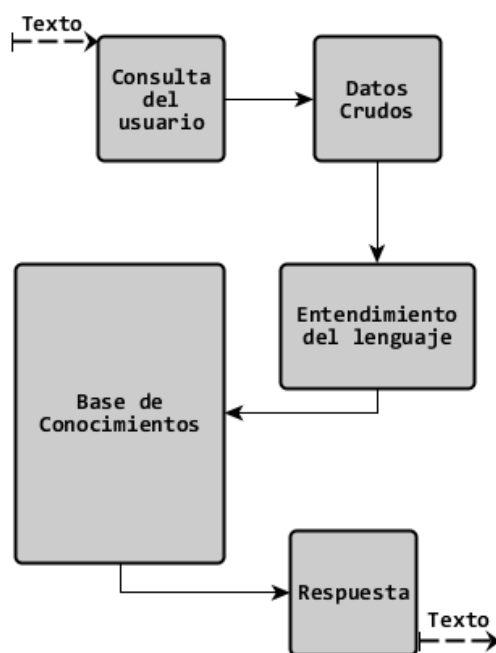 Texto
Consulta
del
usuario
Datos
Crudos
Entendimiento
del lenguaje
Base de
Conocimientos
Respuesta
Texto